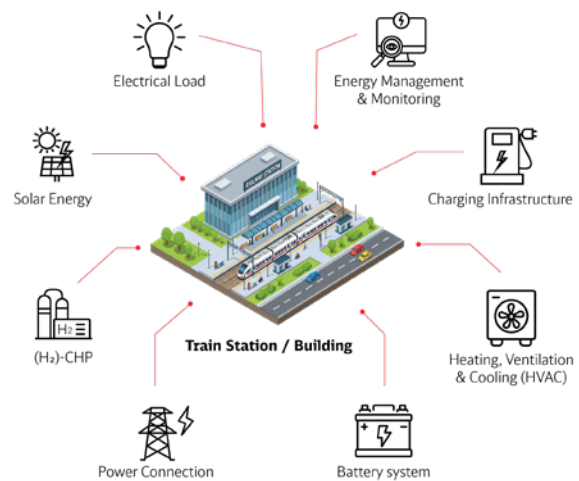 Electrical Load
Energy Management
& Monitoring
Solar Energy
Charging Infrastructure
H₂
(H₂)-CHP
Train Station / Building
Heating, Ventilation
& Cooling (HVAC)
+ -
Power Connection
Battery system